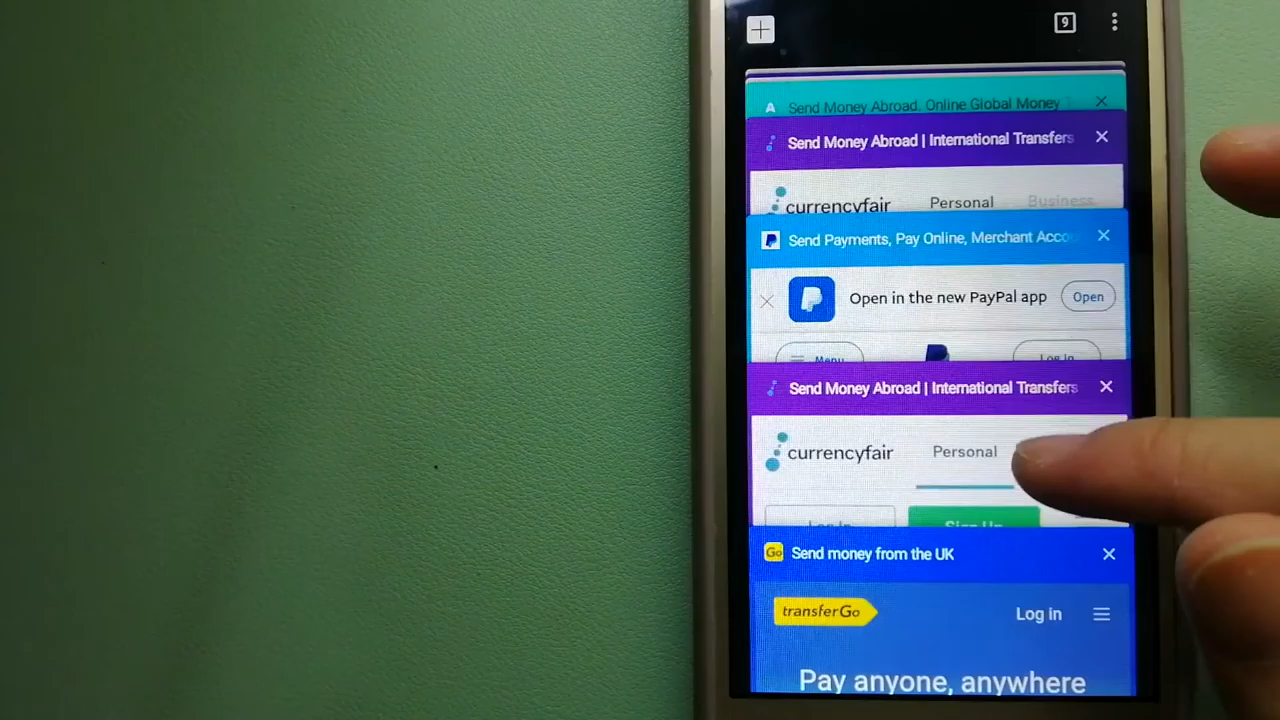 9
A Send Money Abroad. Online Global Money
Send Money Abroad | International Transfers
currencyfair Personal Business
Send Payments, Pay Online, Merchant Acco
Open in the new PayPal app Open
Menu Log In
Send Money Abroad | International Transfers
currencyfair Personal
Log In Sign Up
Go Send money from the UK
transferGo Log in
Pay anyone, anywhere